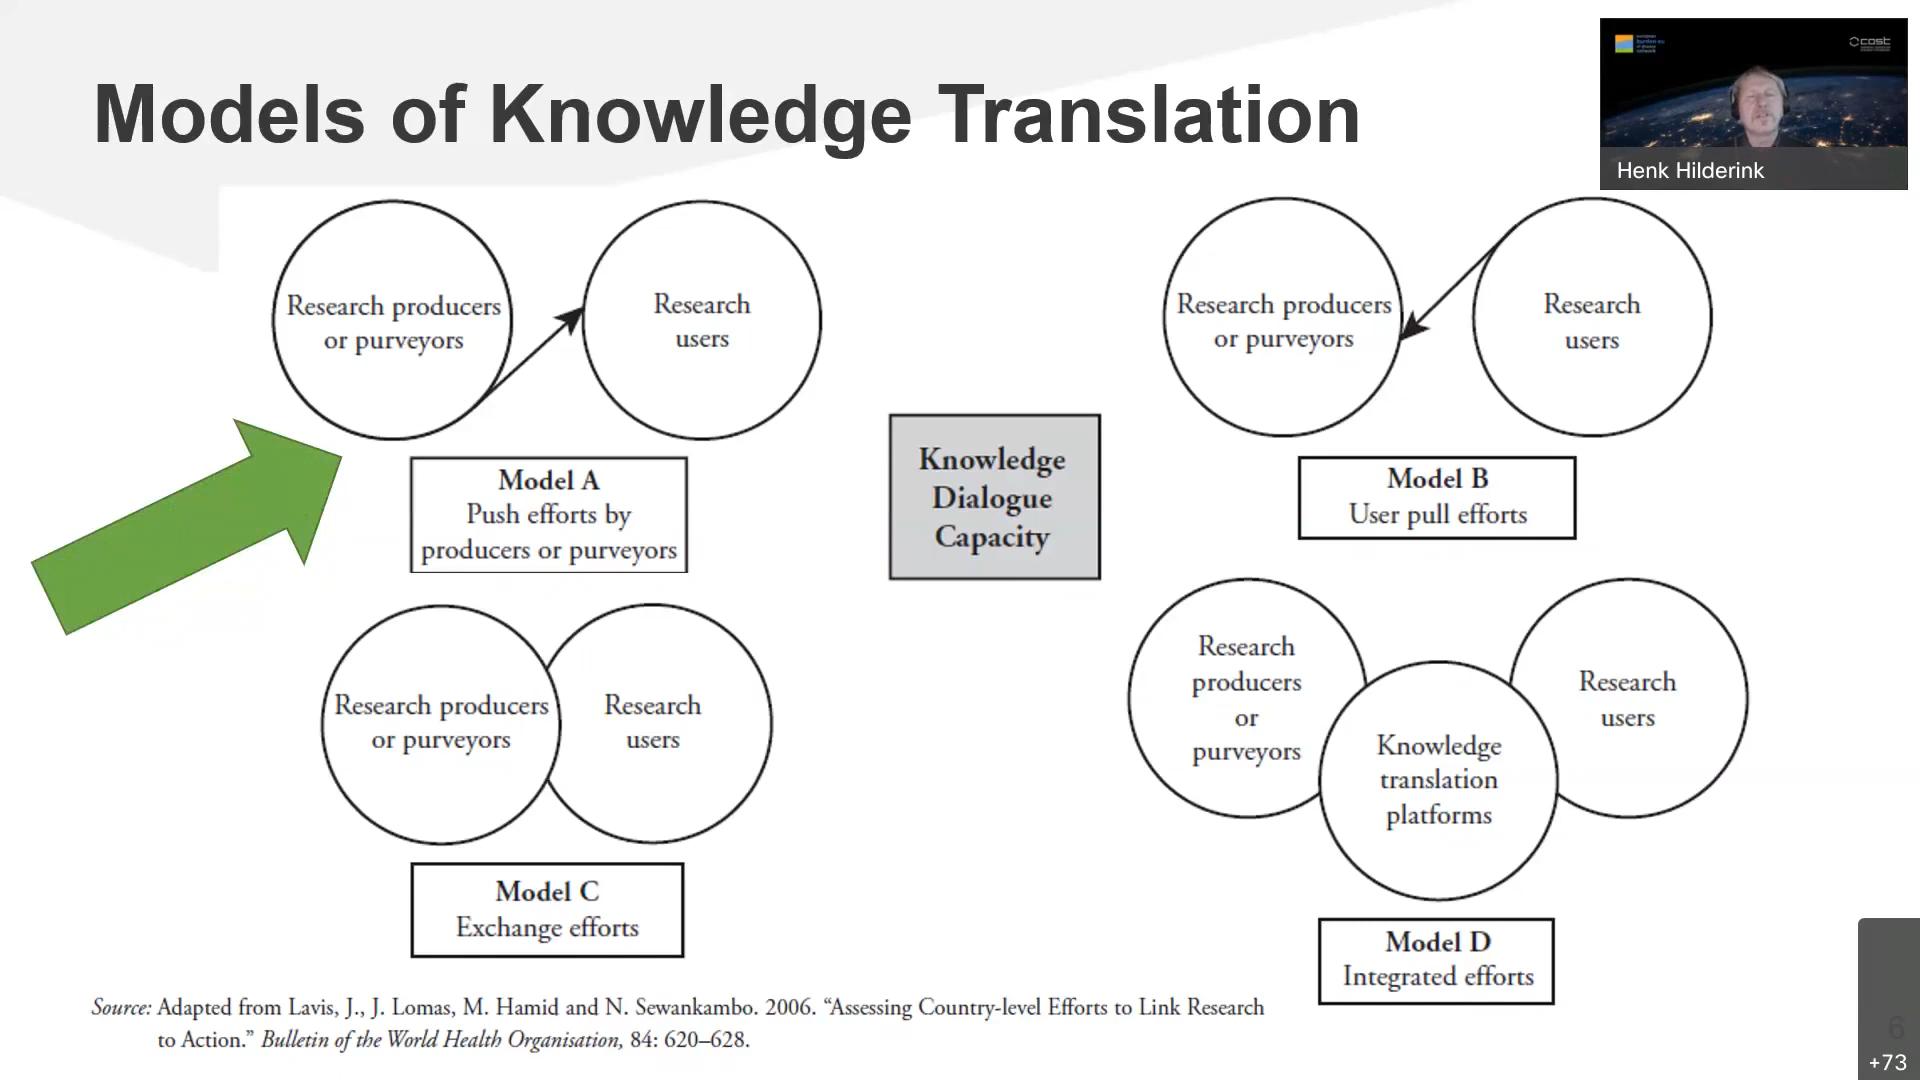 Models of Knowledge Translation
Henk Hilderink
cost
Research producers
or purveyors
Research
users
Model A
Push efforts by
producers or purveyors
Knowledge
Dialogue
Capacity
Research producers
or purveyors
Research
users
Model B
User pull efforts
Research producers
or purveyors
Research
users
Model C
Exchange efforts
Research
producers
or
purveyors
Knowledge
translation
platforms
Research
users
Model D
Integrated efforts
Source: Adapted from Lavis, J., J. Lomas, M. Hamid and N. Sewankambo. 2006. “Assessing Country-level Efforts to Link Research
to Action.” Bulletin of the World Health Organisation, 84: 620–628.
6
+73